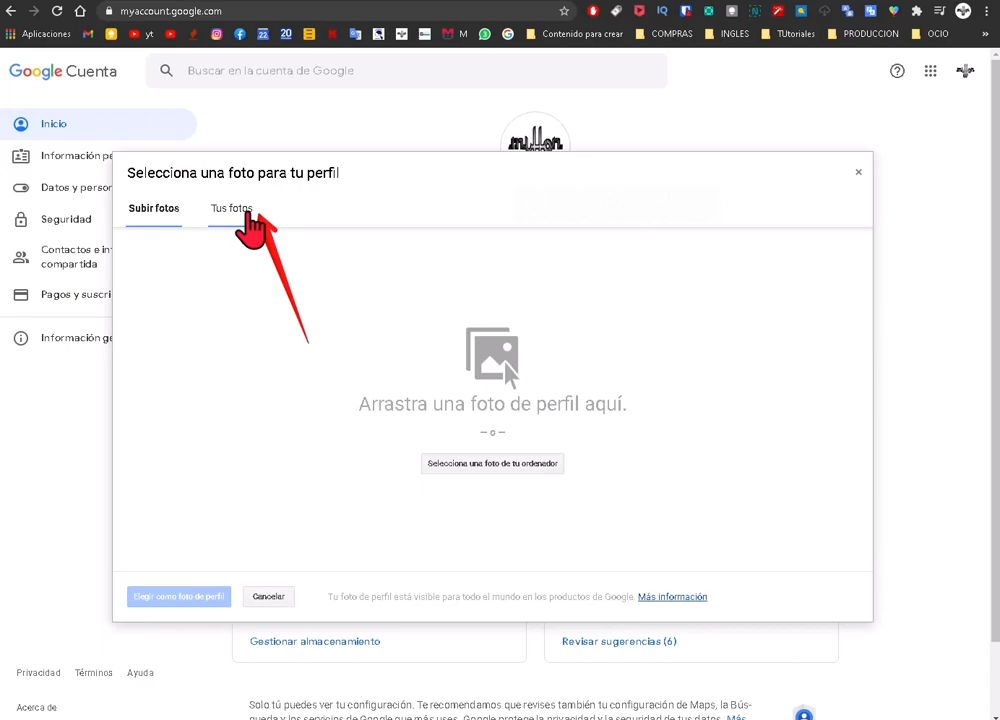 myaccount.google.com
Aplicaciones
yt
M
Contenido para crear
COMPRAS
INGLES
TUtoriales
PRODUCCION
OCIO
»
Google Cuenta
Buscar en la cuenta de Google
Inicio
Información pe
Datos y person
Seguridad
Contactos e int
compartida
Pagos y suscri
Información ge
Selecciona una foto para tu perfil
Subir fotos
Tus fotos
Arrastra una foto de perfil aquí.
– o –
Selecciona una foto de tu ordenador
Elegir como foto de perfil
Cancelar
Tu foto de perfil está visible para todo el mundo en los productos de Google. Más información
Gestionar almacenamiento
Revisar sugerencias (6)
Privacidad
Términos
Ayuda
Acerca de
Solo tú puedes ver tu configuración. Te recomendamos que revises también tu configuración de Maps, la Bús-
queda y los servicios de Google que más uses. Google protege la privacidad y la seguridad de tus datos. Más